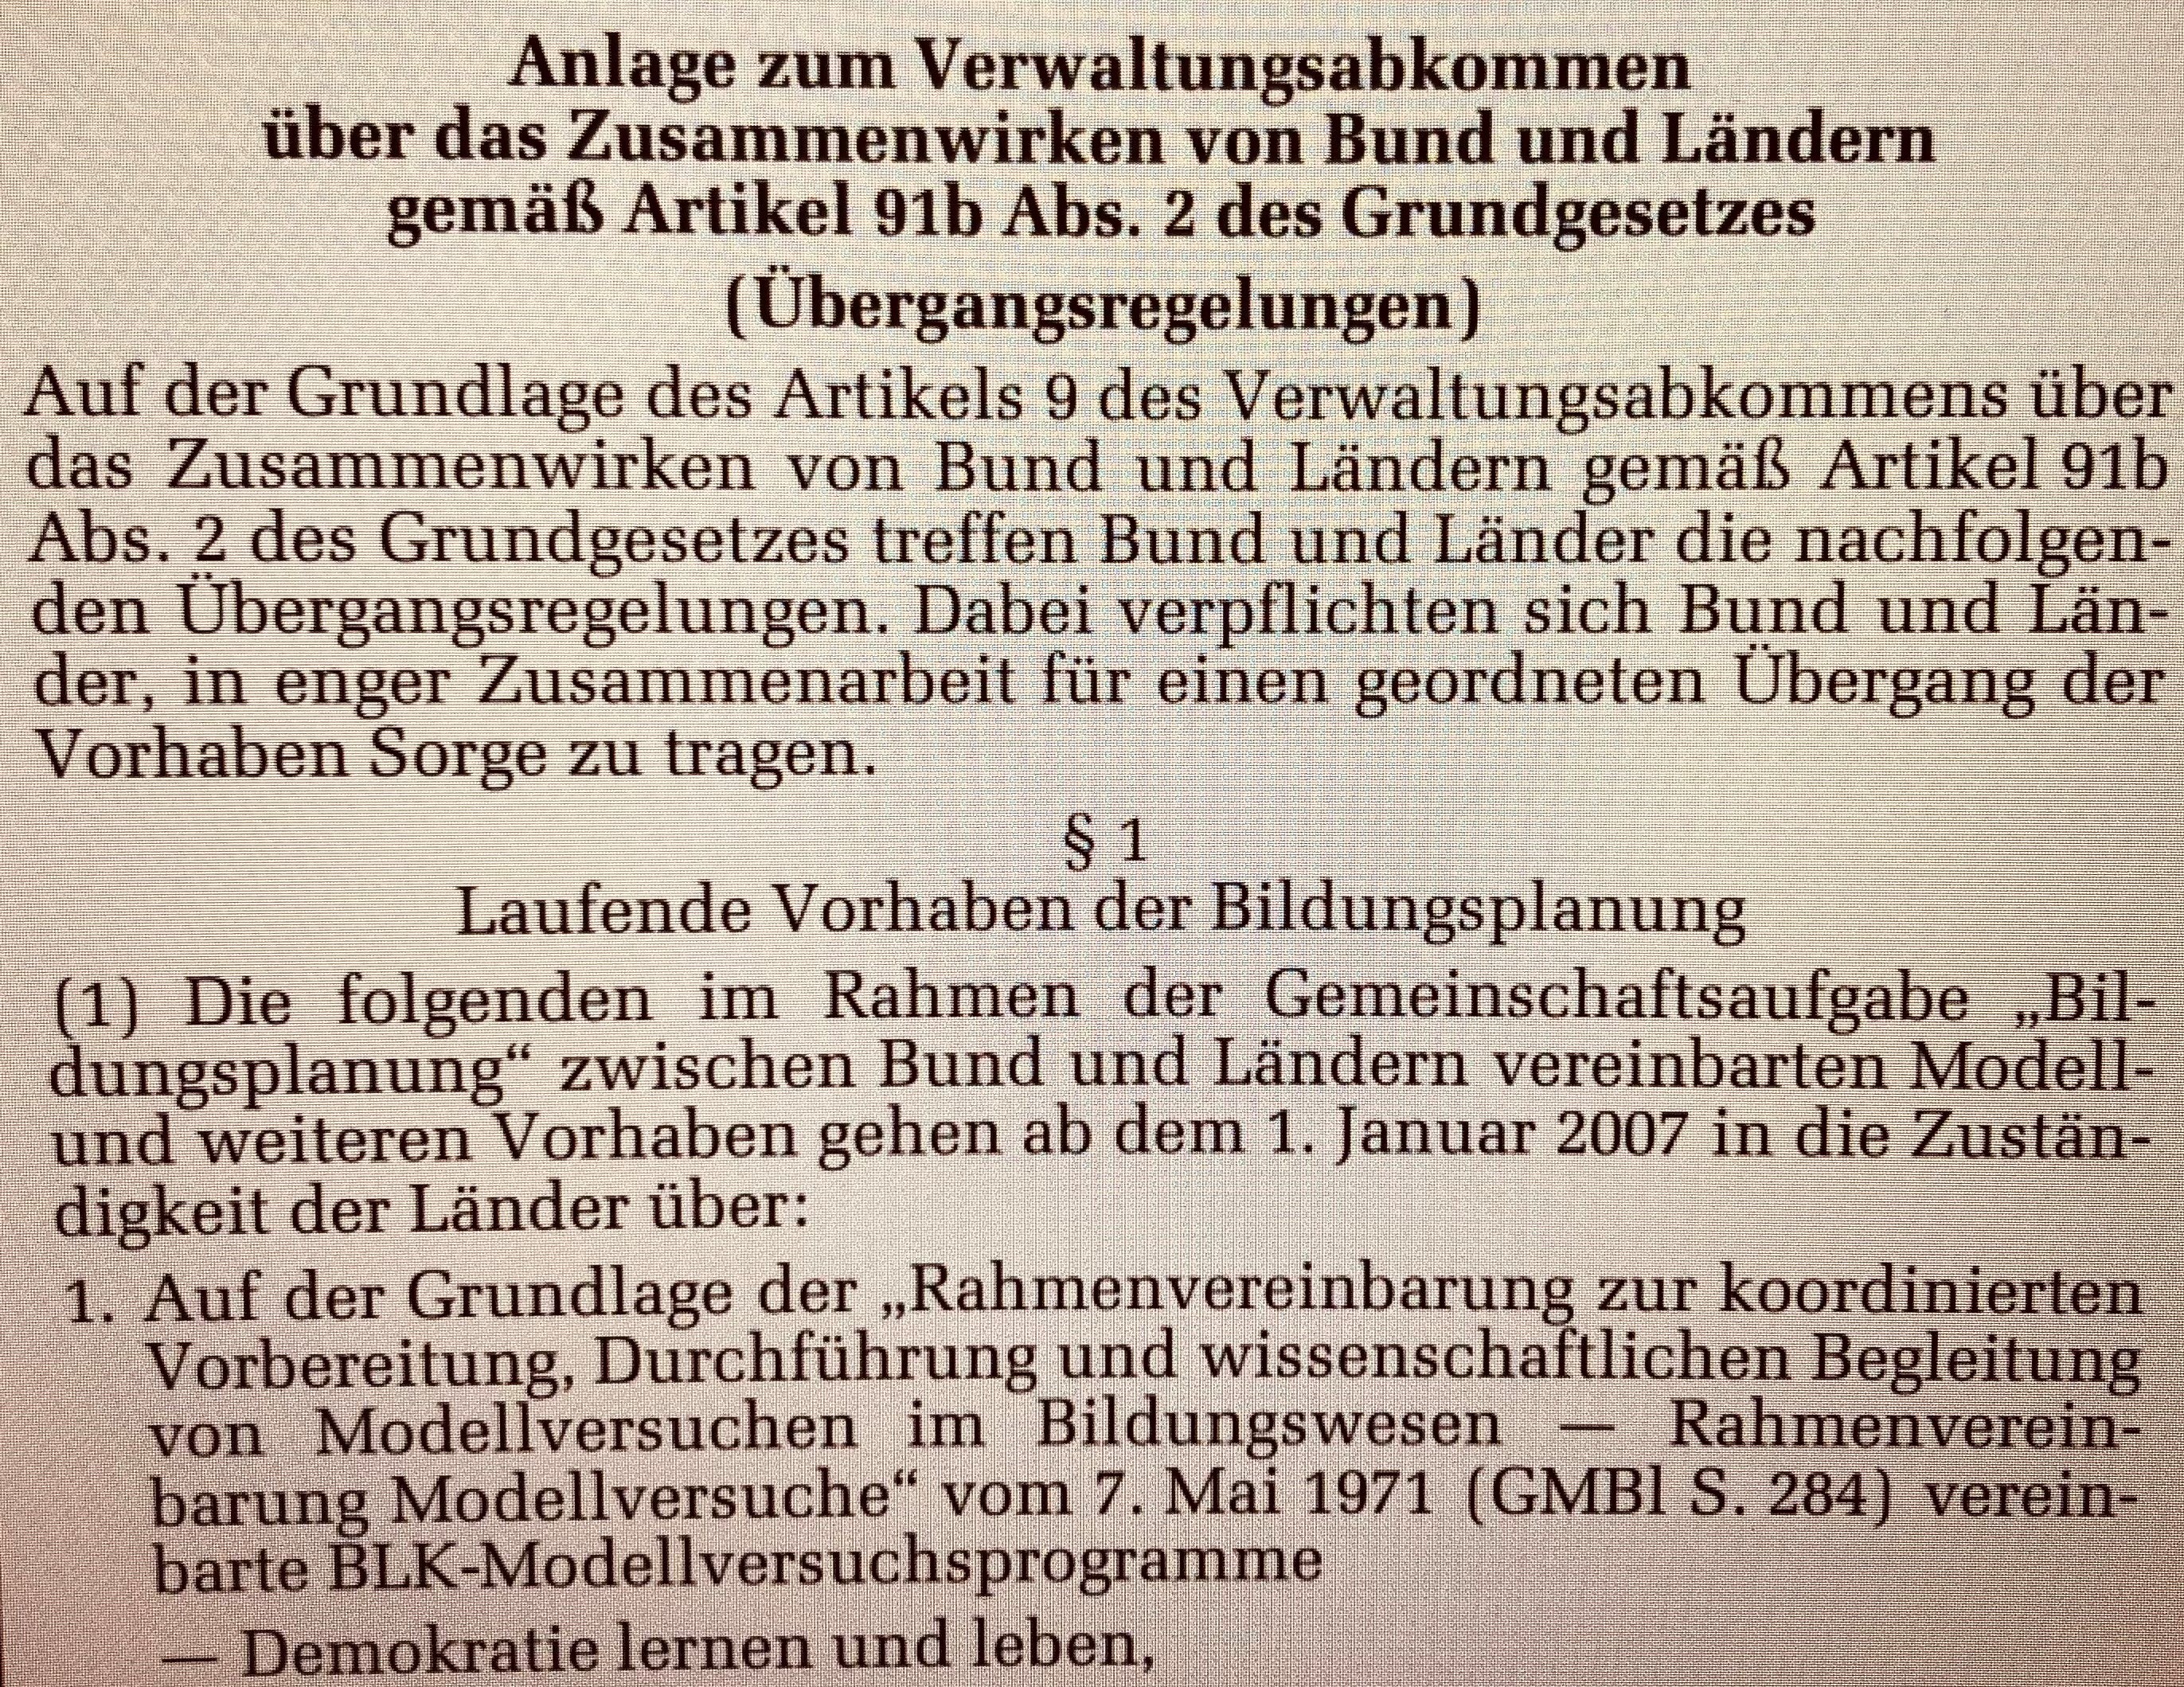 Anlage zum Verwaltungsabkommen
über das Zusammenwirken von Bund und Ländern
gemäß Artikel 91b Abs. 2 des Grundgesetzes
(Übergangsregelungen)
Auf der Grundlage des Artikels 9 des Verwaltungsabkommens über
das Zusammenwirken von Bund und Ländern gemäß Artikel 91b
Abs. 2 des Grundgesetzes treffen Bund und Länder die nachfolgen-
den Übergangsregelungen. Dabei verpflichten sich Bund und Län-
der, in enger Zusammenarbeit für einen geordneten Übergang der
Vorhaben Sorge zu tragen.
§ 1
Laufende Vorhaben der Bildungsplanung
(1) Die folgenden im Rahmen der Gemeinschaftsaufgabe „Bil-
dungsplanung“ zwischen Bund und Ländern vereinbarten Modell-
und weiteren Vorhaben gehen ab dem 1. Januar 2007 in die Zustän-
digkeit der Länder über:
1. Auf der Grundlage der „Rahmenvereinbarung zur koordinierten
Vorbereitung, Durchführung und wissenschaftlichen Begleitung
von Modellversuchen im Bildungswesen — Rahmenverein-
barung Modellversuche“ vom 7. Mai 1971 (GMBl S. 284) verein-
barte BLK-Modellversuchsprogramme
— Demokratie lernen und leben,